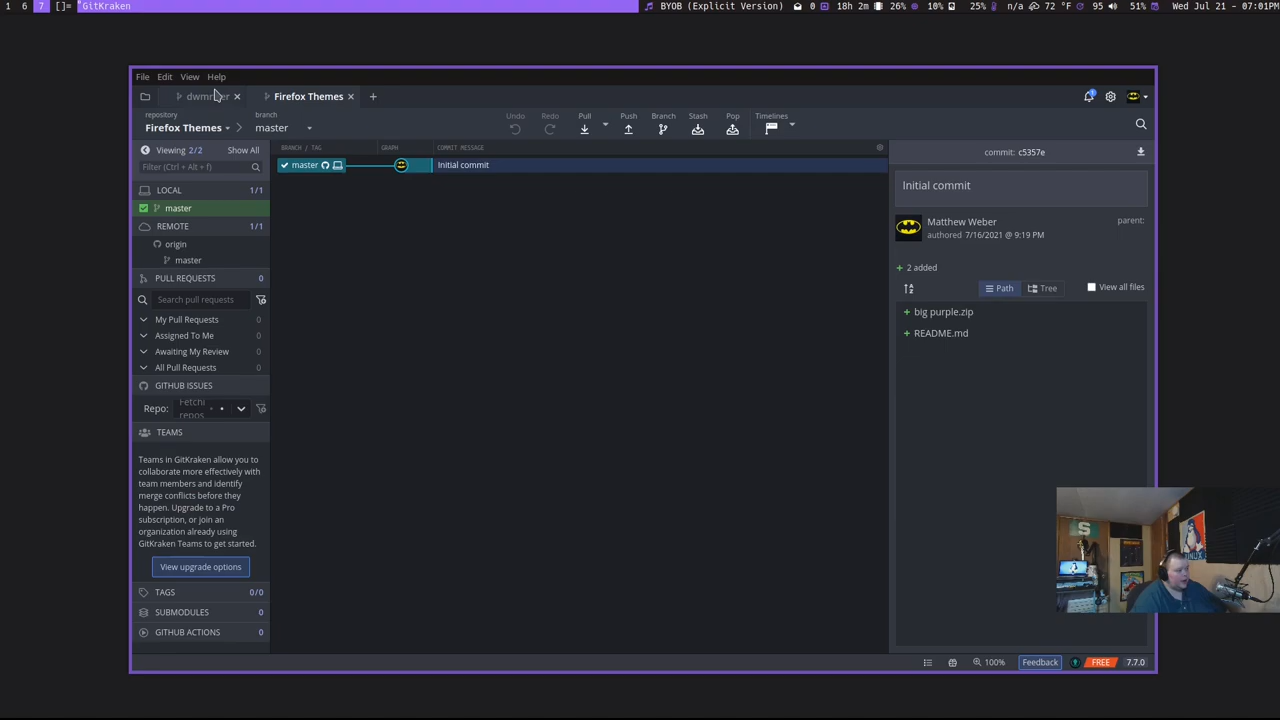 1 6 7 []= GitKraken BYOB (Explicit Version) 0 18h 2m 26% 10% 25% n/a 72 °F 95 51% Wed Jul 21 - 07:01PM
File Edit View Help
Firefox Themes
repository
Firefox Themes
branch
master
Undo
Redo
Pull
Push
Branch
Stash
Pop
Timelines
Viewing 2/2 Show All
Filter (Ctrl + Alt + f)
LOCAL 1/1
master
REMOTE 1/1
origin
master
PULL REQUESTS 0
Search pull requests
My Pull Requests 0
Assigned To Me 0
Awaiting My Review 0
All Pull Requests 0
GITHUB ISSUES
Repo:
repos
TEAMS
Teams in GitKraken allow you to
collaborate more effectively with
team members and identify
merge conflicts before they
happen. Upgrade to a Pro
subscription, or join an
organization already using
GitKraken Teams to get started.
View upgrade options
TAGS 0/0
SUBMODULES 0
GITHUB ACTIONS 0
BRANCH / TAG GRAPH COMMIT MESSAGE
master Initial commit
commit: c5357e
Initial commit
Matthew Weber
authored 7/16/2021 @ 9:19 PM
parent:
+ 2 added
Path Tree View all files
+ big purple.zip
+ README.md
100% Feedback FREE 7.7.0